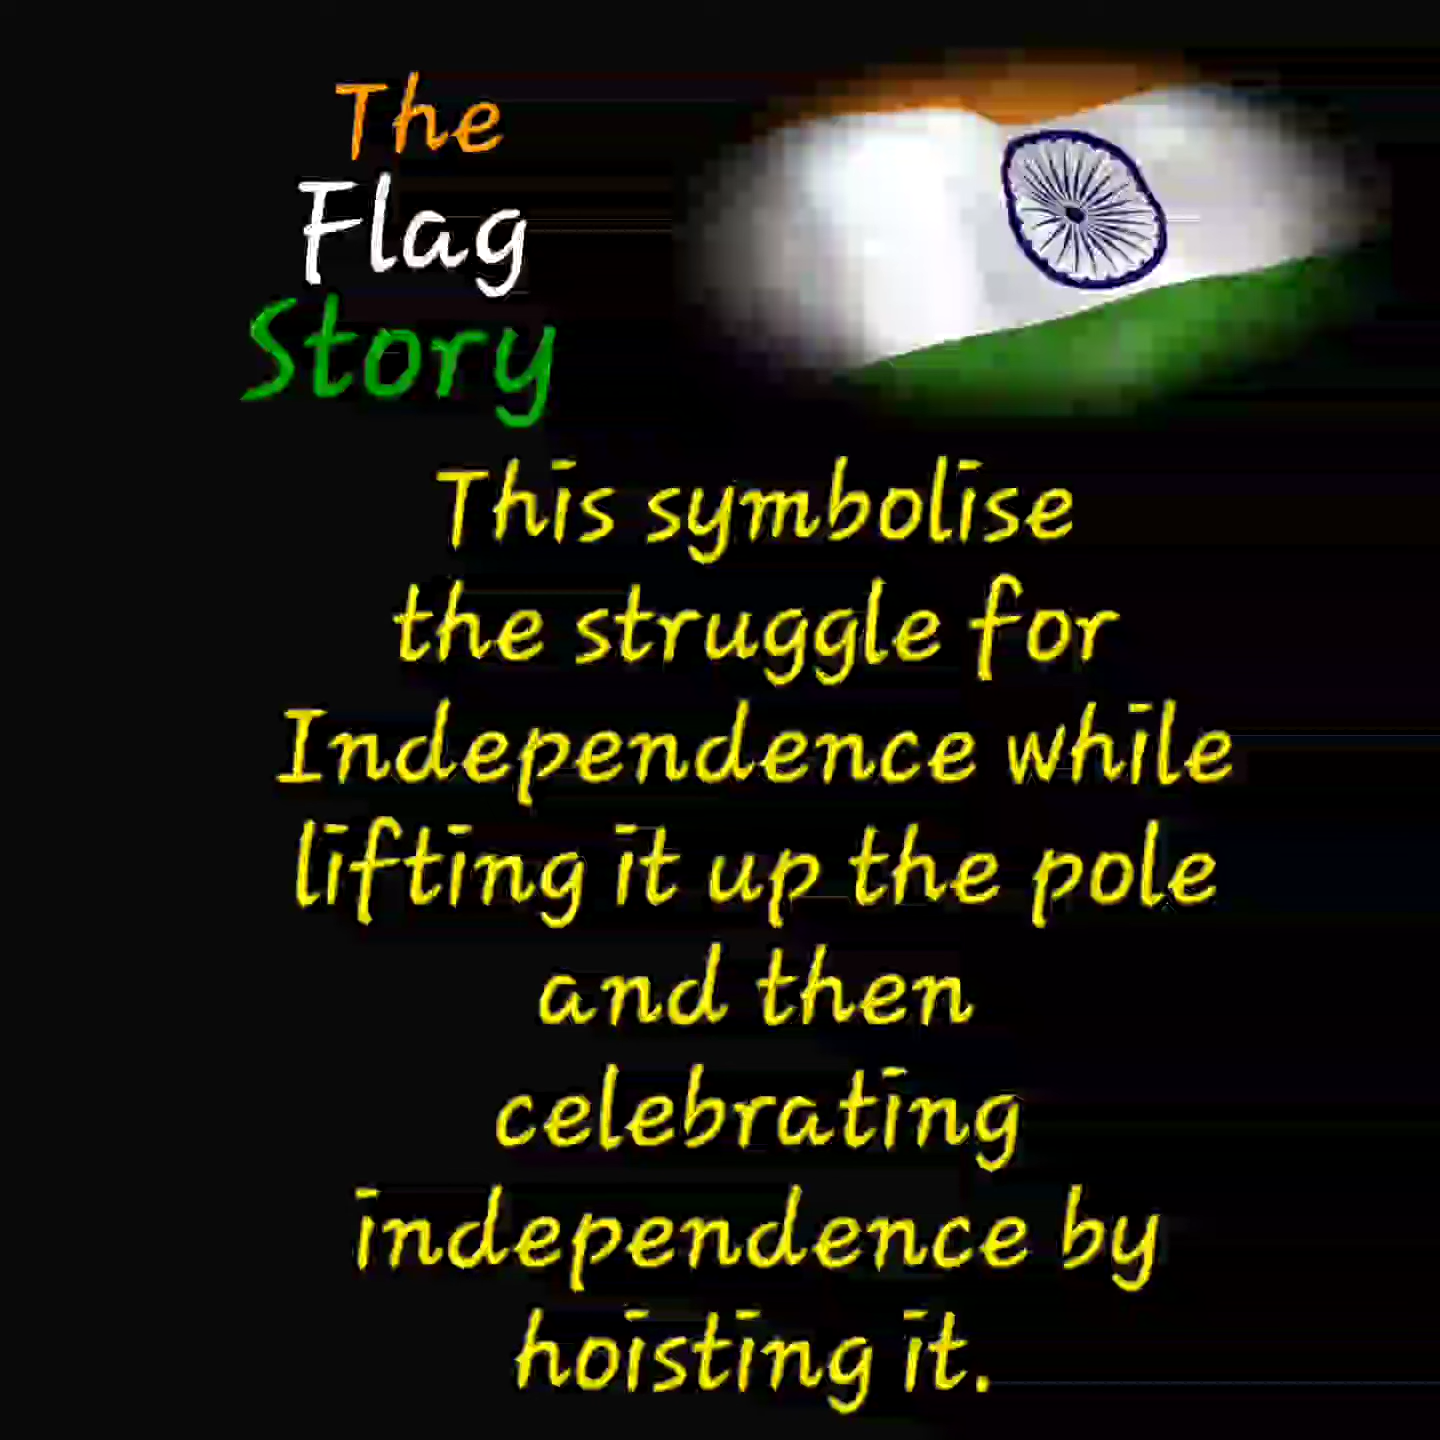 The
Flag
Story
This symbolise
the struggle for
Independence while
lifting it up the pole
and then
celebrating
independence by
hoisting it.